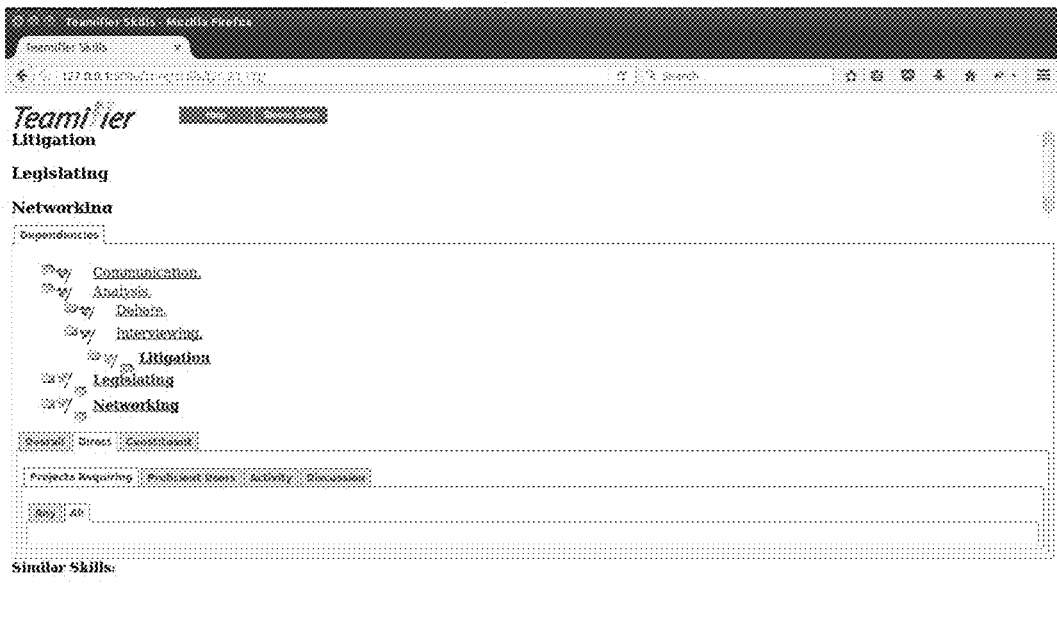 Teamifier Skills - Mozilla Firefox
Teamifier Skills
Search
Teamifier
Litigation
Legislating
Networking
Dependencies
Communication.
Analysis.
Debate.
Interviewing.
Litigation
Legislating
Networking
Overall Direct Constituent
Projects Requiring Proficient Users Activity Discussion
Any All
Similar Skills: